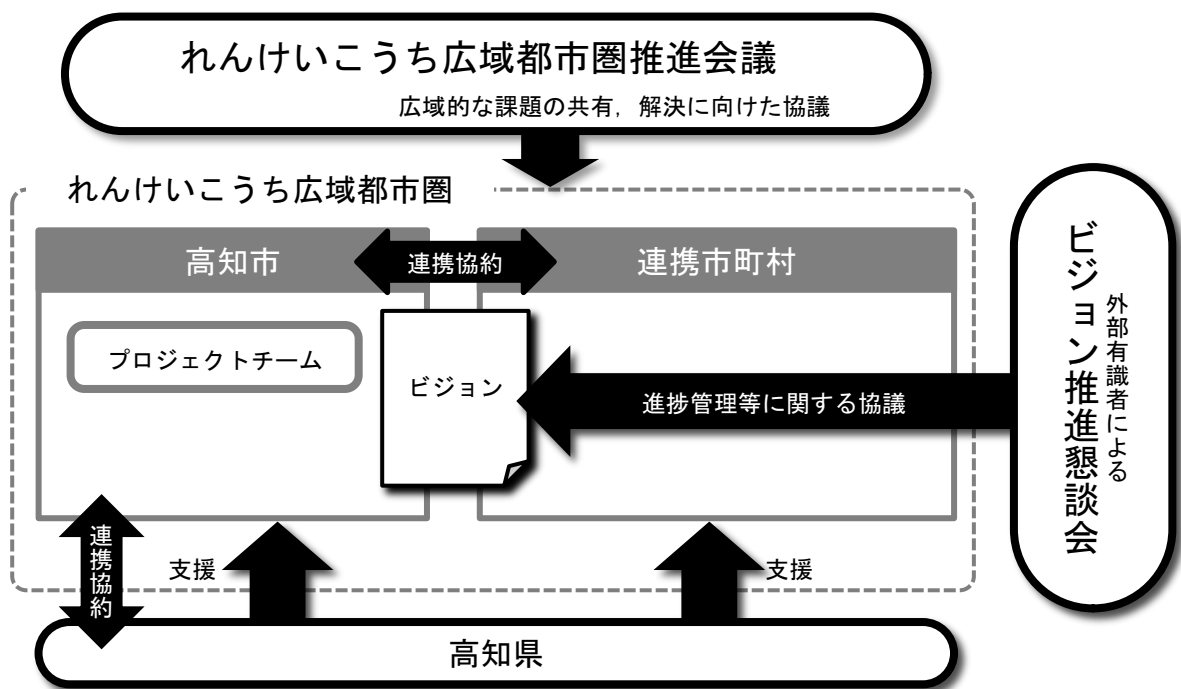 れんけいこうち広域都市圏推進会議
広域的な課題の共有，解決に向けた協議
れんけいこうち広域都市圏
高知市
連携協約
連携市町村
プロジェクトチーム
ビジョン
進捗管理等に関する協議
外部有識者による
ビジョン推進懇談会
連携協約
支援
支援
高知県